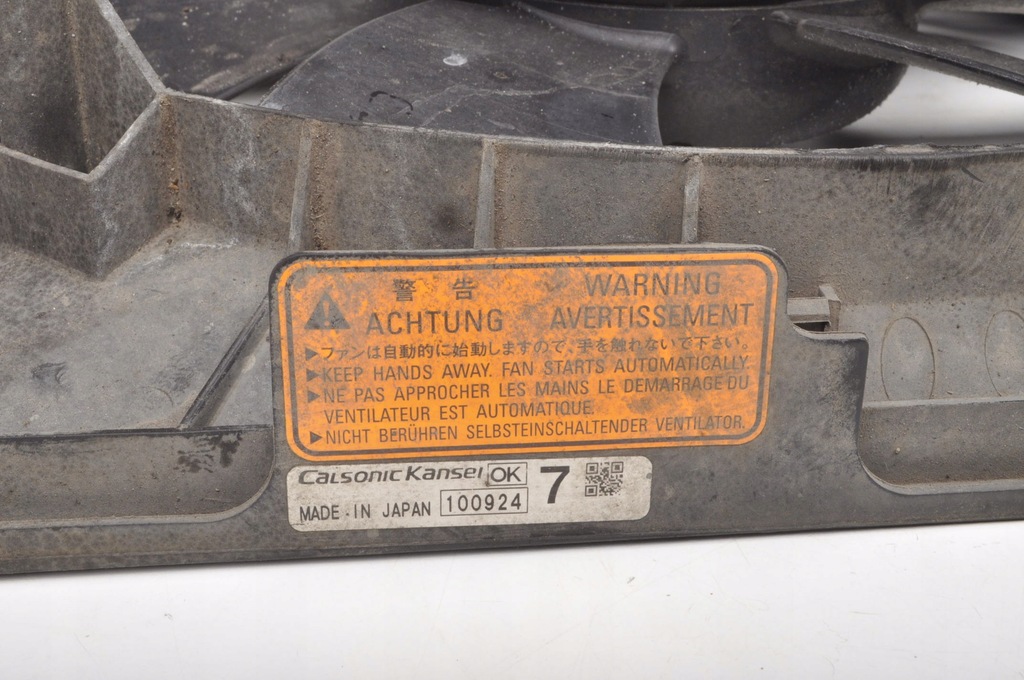 警告 WARNING
ACHTUNG AVERTISSEMENT
▶ファンは自動的に始動しますので、手を触れないで下さい。
▶KEEP HANDS AWAY. FAN STARTS AUTOMATICALLY.
▶NE PAS APPROCHER LES MAINS LE DEMARRAGE DU
VENTILATEUR EST AUTOMATIQUE.
▶NICHT BERÜHREN SELBSTEINSCHALTENDER VENTILATOR.
CalsonicKansei OK 7
MADE·IN JAPAN 100924